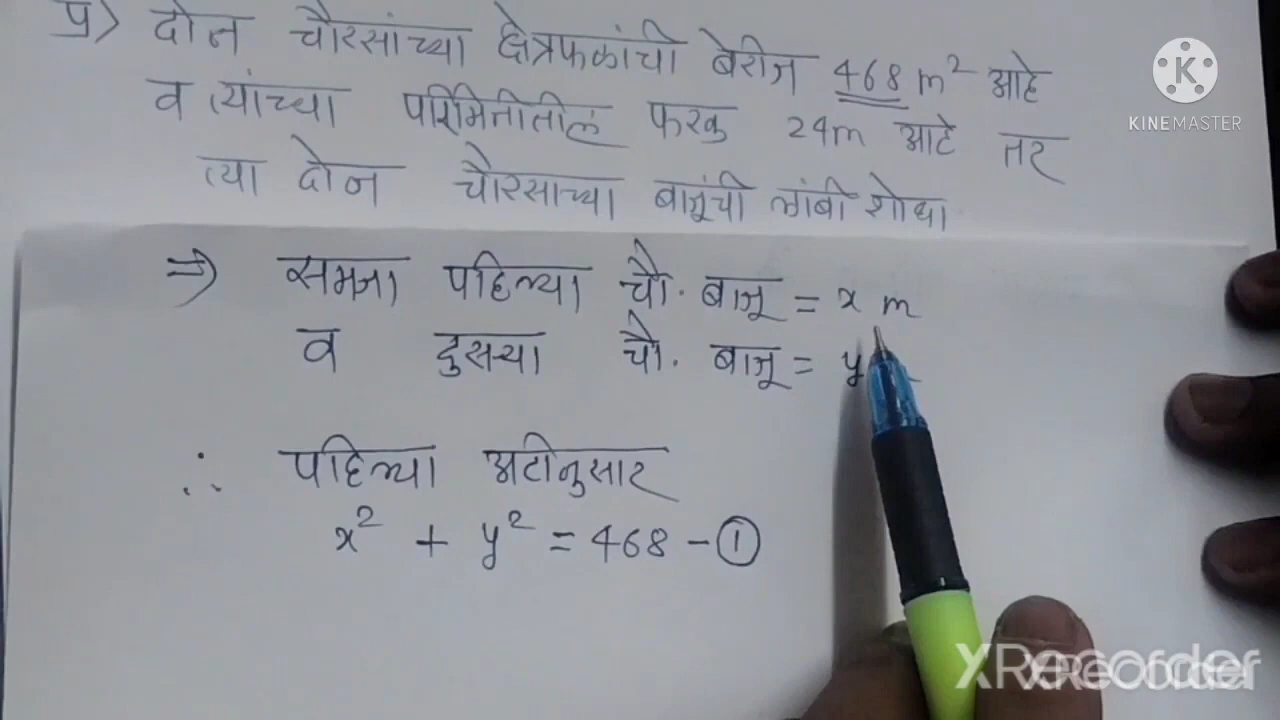 प्र> दोन चौरसांच्या क्षेत्रफळांची बेरीज 468 m² आहे
व त्यांच्या परिमितीतील फरक 24m आहे तर
त्या दोन चौरसाच्या बाजूंची लांबी शोधा
⇒ समजा पहिल्या चौ. बाजू = x m
व दुसऱ्या चौ. बाजू = y
∴ पहिल्या अटीनुसार
x² + y² = 468 - ①
KINEMASTER
XRecorder